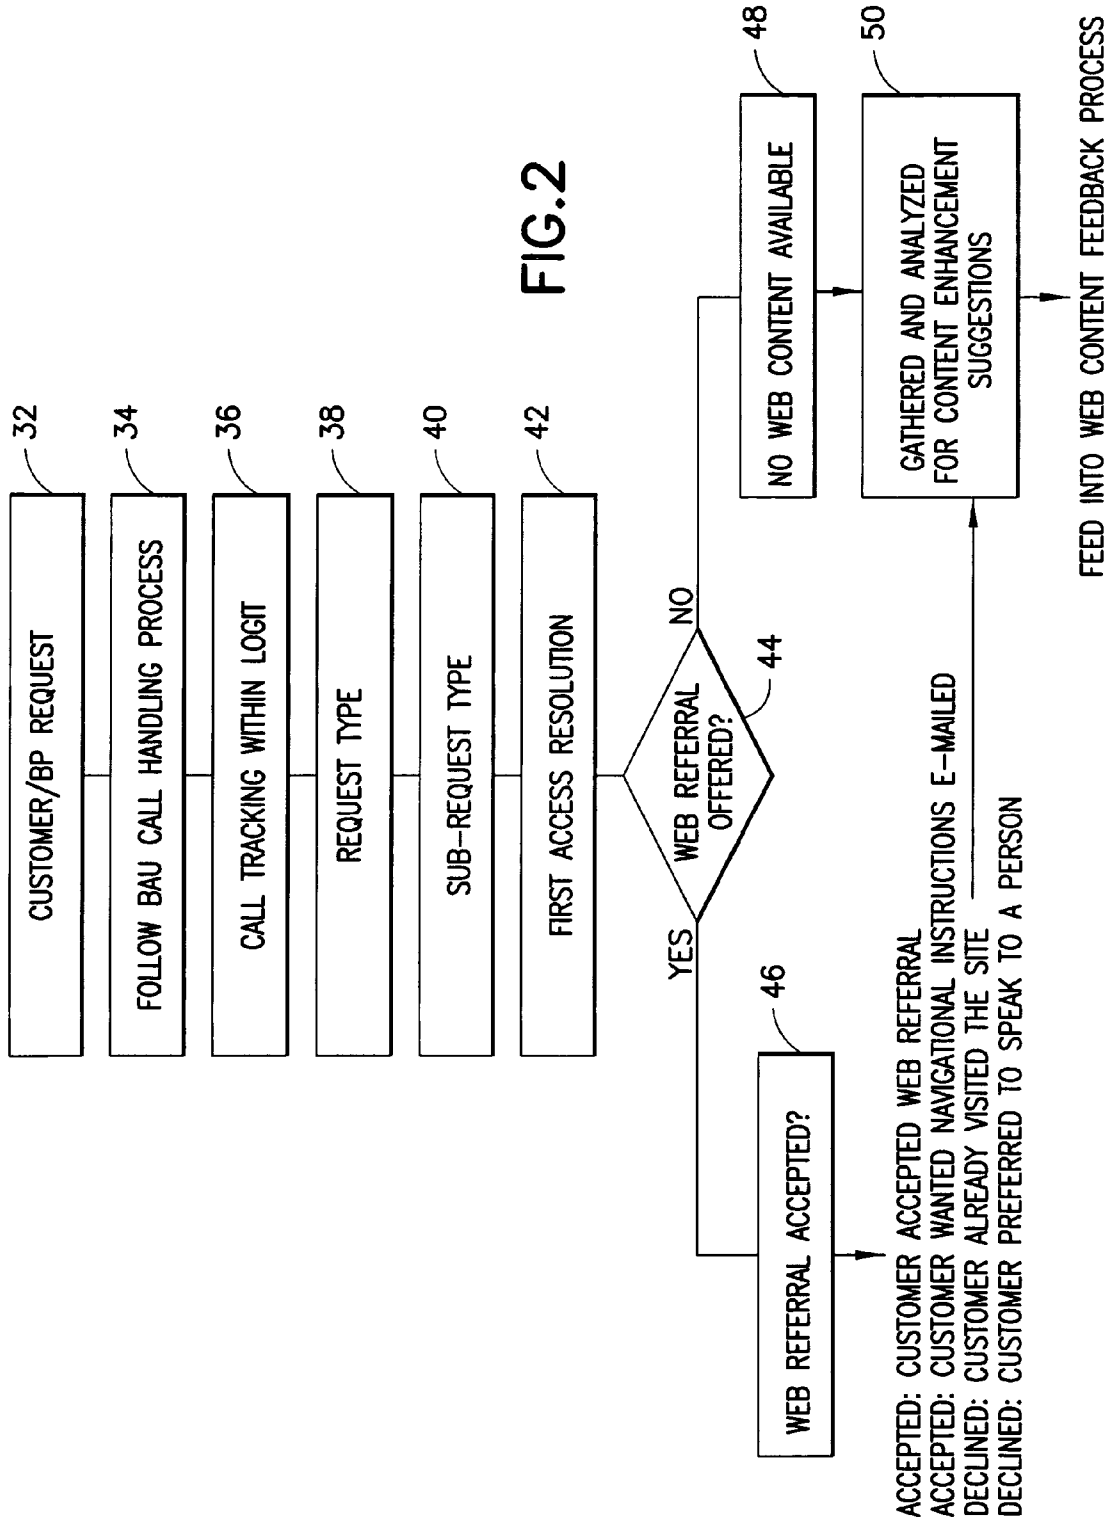 32
CUSTOMER/BP REQUEST
34
FOLLOW BAU CALL HANDLING PROCESS
36
CALL TRACKING WITHIN LOGIT
38
REQUEST TYPE
40
SUB-REQUEST TYPE
42
FIRST ACCESS RESOLUTION
FIG.2
YES
WEB REFERRAL
OFFERED?
NO
44
46
WEB REFERRAL ACCEPTED?
48
NO WEB CONTENT AVAILABLE
ACCEPTED: CUSTOMER ACCEPTED WEB REFERRAL
ACCEPTED: CUSTOMER WANTED NAVIGATIONAL INSTRUCTIONS E-MAILED
DECLINED: CUSTOMER ALREADY VISITED THE SITE
DECLINED: CUSTOMER PREFERRED TO SPEAK TO A PERSON
50
GATHERED AND ANALYZED
FOR CONTENT ENHANCEMENT
SUGGESTIONS
FEED INTO WEB CONTENT FEEDBACK PROCESS